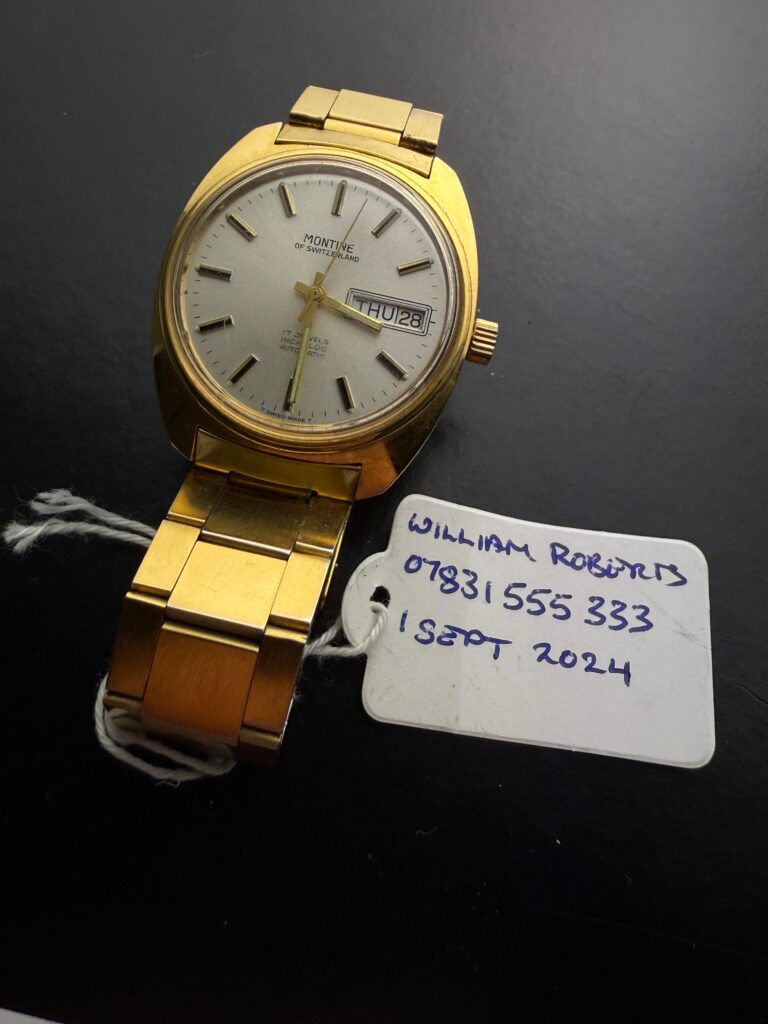 MONTINE
OF SWITZERLAND
THU 28
17 JEWELS
INCABLOC
AUTOMATIC
T SWISS MADE T
WILLIAM ROBERTS
07831 555 333
1 SEPT 2024